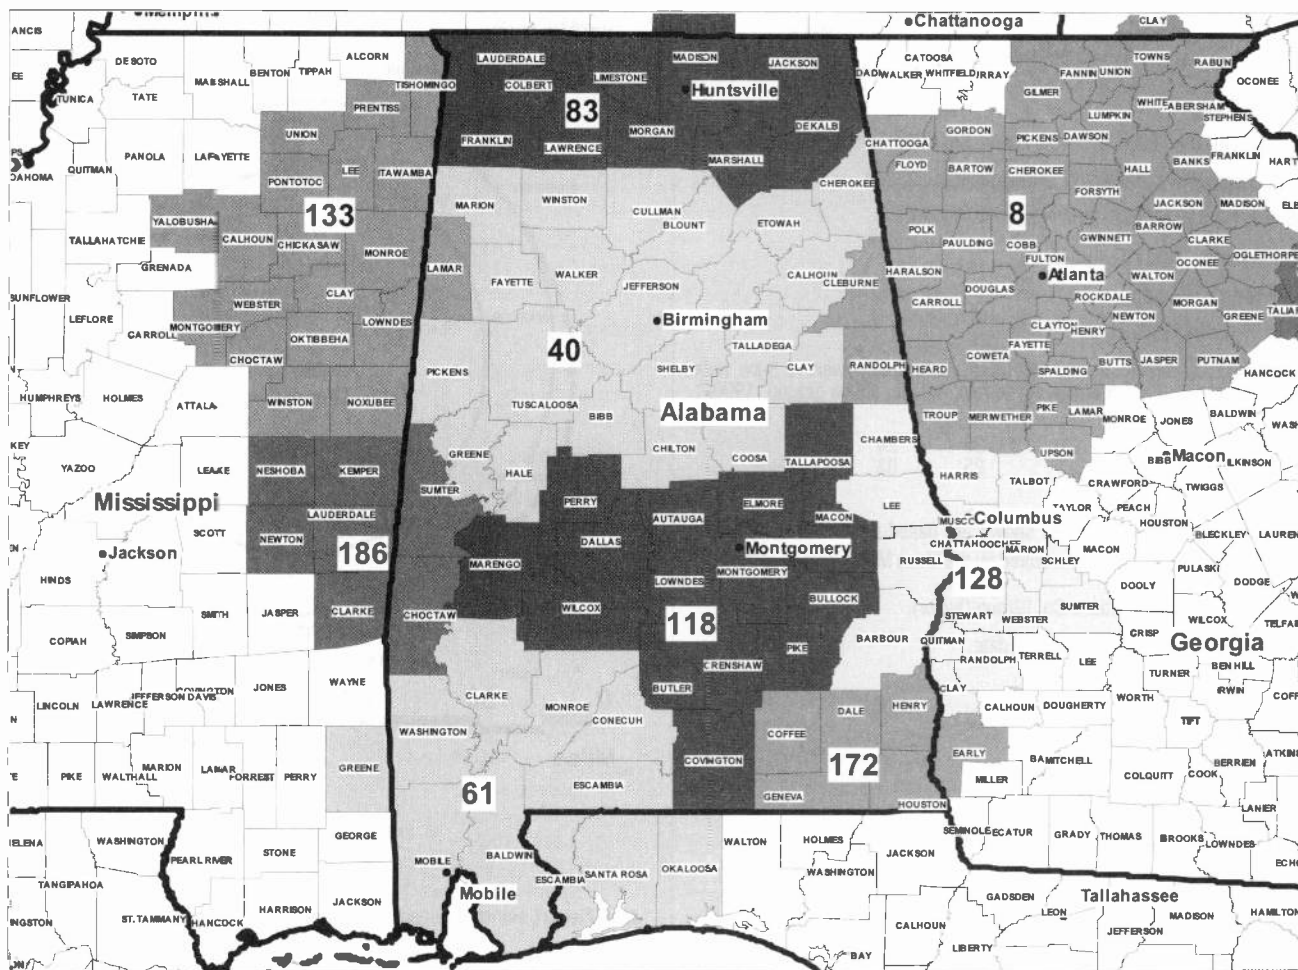 Memphis
Chattanooga
CLAY
ANCIS
DE SOTO
ALCORN
MARSHALL
BENTON
TIPPAH
TISHOMINGO
LAUDERDALE
MADISON
CATOOSA
WALKER
WHITFIELD
TOWNS
FANNIN
UNION
RABUN
OCONEE
EE
TUNICA
TATE
PRENTISS
COLBERT
LIMESTONE
JACKSON
Huntsville
GILMER
WHITE
STEPHENS
83
LUMPKIN
UNION
FRANKLIN
LAWRENCE
MORGAN
DEKALB
CHATTOOGA
GORDON
PICKENS
DAWSON
PANOLA
LAFAYETTE
QUITMAN
PONTOTOC
LEE
ITAWAMBA
MARSHALL
FLOYD
BARTOW
CHEROKEE
HALL
BANKS
FRANKLIN
HART
CHEROKEE
FORSYTH
JACKSON
MADISON
133
MARION
WINSTON
CULLMAN
BLOUNT
ETOWAH
8
YALOBUSHA
TALLAHATCHIE
CALHOUN
CHICKASAW
MONROE
POLK
PAULDING
COBB
FULTON
GWINNETT
BARROW
CLARKE
OGLETHORPE
GRENADA
LAMAR
FAYETTE
WALKER
JEFFERSON
CALHOUN
CLEBURNE
HARALSON
DOUGLAS
Atlanta
WALTON
OCONEE
SUNFLOWER
LEFLORE
WEBSTER
CLAY
CARROLL
ROCKDALE
NEWTON
MORGAN
GREENE
CARROLL
MONTGOMERY
LOWNDES
Birmingham
CLAYTON
HENRY
FAYETTE
CHOCTAW
OKTIBBEHA
40
TALLADEGA
COWETA
BUTTS
JASPER
PUTNAM
PICKENS
SHELBY
CLAY
RANDOLPH
HEARD
SPALDING
HANCOCK
HUMPHREYS
HOLMES
ATTALA
WINSTON
NOXUBEE
TUSCALOOSA
BIBB
Alabama
TROUP
MERIWETHER
PIKE
LAMAR
MONROE
JONES
BALDWIN
CHAMBERS
KEY
YAZOO
LEAKE
NESHOBA
KEMPER
GREENE
HALE
CHILTON
COOSA
TALLAPOOSA
UPSON
BIBB
Macon
WILKINSON
SUMTER
HARRIS
TALBOT
CRAWFORD
TWIGGS
Mississippi
PERRY
ELMORE
LEE
TAYLOR
PEACH
SCOTT
LAUDERDALE
AUTAUGA
MACON
Columbus
HOUSTON
NEWTON
186
DALLAS
Montgomery
CHATTAHOOCHEE
MARION
MACON
BLECKLEY
LAUREN
Jackson
RUSSELL
SCHLEY
HINDS
MARENGO
LOWNDES
MONTGOMERY
128
PULASKI
DODGE
DOOLY
SMITH
JASPER
CLARKE
CHOCTAW
WILCOX
BULLOCK
STEWART
WEBSTER
SUMTER
WILCOX
TELFAIR
COPIAH
SIMPSON
118
BARBOUR
QUITMAN
CRISP
Georgia
PIKE
RANDOLPH
TERRELL
LEE
TURNER
BEN HILL
CRENSHAW
WAYNE
JONES
COVINGTON
JEFFERSON DAVIS
BUTLER
CLAY
IRWIN
COFF
LINCOLN
LAWRENCE
CLARKE
MONROE
CONECUH
DALE
HENRY
CALHOUN
DOUGHERTY
WORTH
TIFT
WASHINGTON
COFFEE
EARLY
ATKIN
MARION
LAMAR
FORREST
PERRY
GREENE
COVINGTON
172
BERRIEN
PIKE
WALTHALL
MITCHELL
COLQUITT
COOK
MILLER
61
ESCAMBIA
GENEVA
HOUSTON
LANIER
ELENA
WASHINGTON
GEORGE
WALTON
HOLMES
SEMINOLE
ECATUR
GRADY
THOMAS
BROOKS
LOWNDES
PEARL RIVER
STONE
BALDWIN
MOBILE
JACKSON
ECHO
TANGIPAHOA
Mobile
ESCAMBIA
SANTA ROSA
OKALOOSA
WASHINGTON
GADSDEN
Tallahassee
NGSTON
ST. TAMMANY
HANCOCK
HARRISON
JACKSON
LEON
MADISON
HAMILTON
CALHOUN
JEFFERSON
LIBERTY
BAY